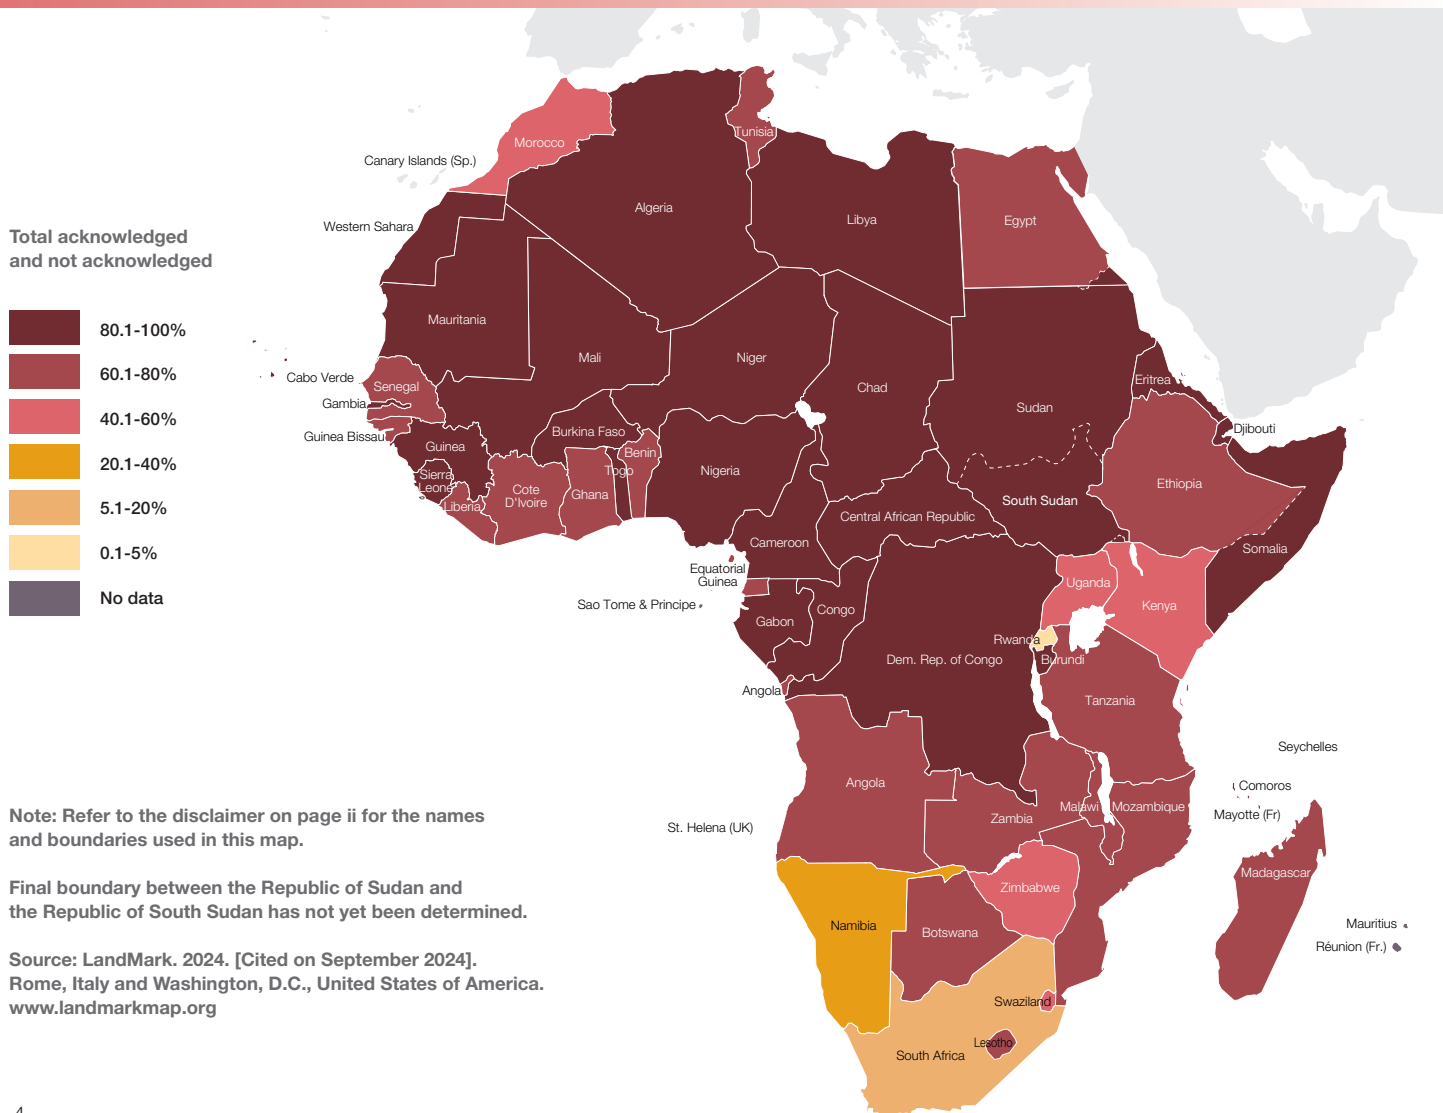 Total acknowledged
and not acknowledged
80.1-100%
60.1-80%
40.1-60%
20.1-40%
5.1-20%
0.1-5%
No data
Canary Islands (Sp.)
Morocco
Tunisia
Algeria
Libya
Egypt
Western Sahara
Mauritania
Mali
Niger
Chad
Sudan
Eritrea
Djibouti
Cabo Verde
Senegal
Gambia
Guinea Bissau
Guinea
Sierra
Leone
Liberia
Cote
D'Ivoire
Burkina Faso
Ghana
Togo
Benin
Nigeria
Cameroon
Central African Republic
South Sudan
Ethiopia
Somalia
Equatorial
Guinea
Sao Tome & Principe
Gabon
Congo
Dem. Rep. of Congo
Uganda
Kenya
Rwanda
Burundi
Tanzania
Angola
Angola
Zambia
Malawi
Mozambique
Seychelles
Comoros
Mayotte (Fr)
St. Helena (UK)
Madagascar
Mauritius
Réunion (Fr.)
Zimbabwe
Namibia
Botswana
Swaziland
Lesotho
South Africa
Note: Refer to the disclaimer on page ii for the names
and boundaries used in this map.
Final boundary between the Republic of Sudan and
the Republic of South Sudan has not yet been determined.
Source: LandMark. 2024. [Cited on September 2024].
Rome, Italy and Washington, D.C., United States of America.
www.landmarkmap.org
4